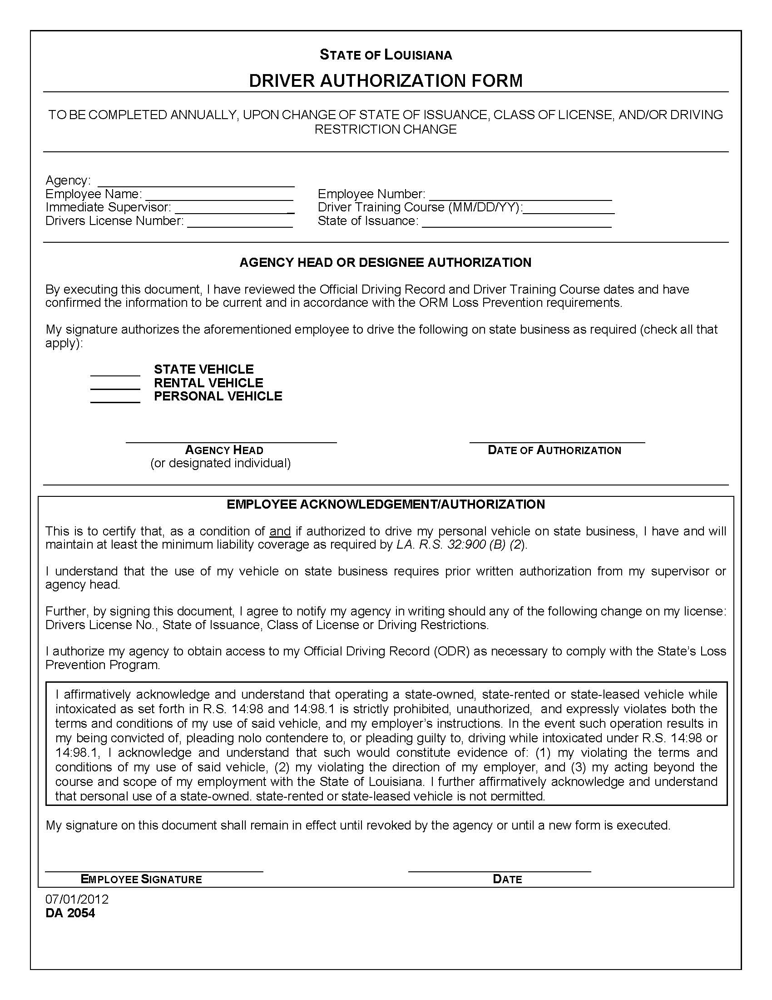 STATE OF LOUISIANA
DRIVER AUTHORIZATION FORM
TO BE COMPLETED ANNUALLY, UPON CHANGE OF STATE OF ISSUANCE, CLASS OF LICENSE, AND/OR DRIVING
RESTRICTION CHANGE
Agency: ____________________
Employee Name: ____________________ Employee Number: ____________________
Immediate Supervisor: ____________________ Driver Training Course (MM/DD/YY):____________________
Drivers License Number: ____________________ State of Issuance: ____________________
AGENCY HEAD OR DESIGNEE AUTHORIZATION
By executing this document, I have reviewed the Official Driving Record and Driver Training Course dates and have
confirmed the information to be current and in accordance with the ORM Loss Prevention requirements.
My signature authorizes the aforementioned employee to drive the following on state business as required (check all that
apply):
_______ STATE VEHICLE
_______ RENTAL VEHICLE
_______ PERSONAL VEHICLE
AGENCY HEAD DATE OF AUTHORIZATION
(or designated individual)
EMPLOYEE ACKNOWLEDGEMENT/AUTHORIZATION
This is to certify that, as a condition of and if authorized to drive my personal vehicle on state business, I have and will
maintain at least the minimum liability coverage as required by LA. R.S. 32:900 (B) (2).
I understand that the use of my vehicle on state business requires prior written authorization from my supervisor or
agency head.
Further, by signing this document, I agree to notify my agency in writing should any of the following change on my license:
Drivers License No., State of Issuance, Class of License or Driving Restrictions.
I authorize my agency to obtain access to my Official Driving Record (ODR) as necessary to comply with the State’s Loss
Prevention Program.
I affirmatively acknowledge and understand that operating a state-owned, state-rented or state-leased vehicle while
intoxicated as set forth in R.S. 14:98 and 14:98.1 is strictly prohibited, unauthorized, and expressly violates both the
terms and conditions of my use of said vehicle, and my employer’s instructions. In the event such operation results in
my being convicted of, pleading nolo contendere to, or pleading guilty to, driving while intoxicated under R.S. 14:98 or
14:98.1, I acknowledge and understand that such would constitute evidence of: (1) my violating the terms and
conditions of my use of said vehicle, (2) my violating the direction of my employer, and (3) my acting beyond the
course and scope of my employment with the State of Louisiana. I further affirmatively acknowledge and understand
that personal use of a state-owned. state-rented or state-leased vehicle is not permitted.
My signature on this document shall remain in effect until revoked by the agency or until a new form is executed.
EMPLOYEE SIGNATURE DATE
07/01/2012
DA 2054